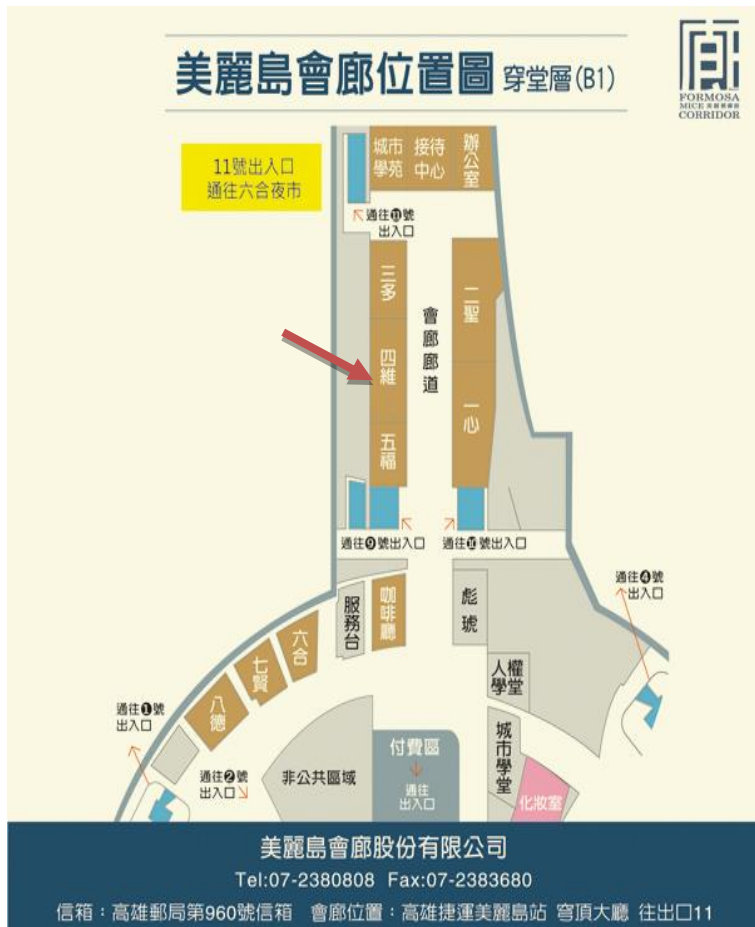 美麗島會廊位置圖 穿堂層(B1)
FORMOSA
MICE 美麗島會廊
CORRIDOR
11號出入口
通往六合夜市
城市
學苑
接待
中心
辦公室
通往⓫號
出入口
三多
四維
五福
會廊廊道
二聖
一心
通往❾號出入口
通往❿號出入口
通往❹號
出入口
服務台
咖啡廳
彪琥
六合
七賢
八德
人權
學堂
通往❶號
出入口
通往❷號
出入口
非公共區域
付費區
通往
出入口
城市學堂
化妝室
美麗島會廊股份有限公司
Tel:07-2380808 Fax:07-2383680
信箱：高雄郵局第960號信箱 會廊位置：高雄捷運美麗島站 穹頂大廳 往出口11